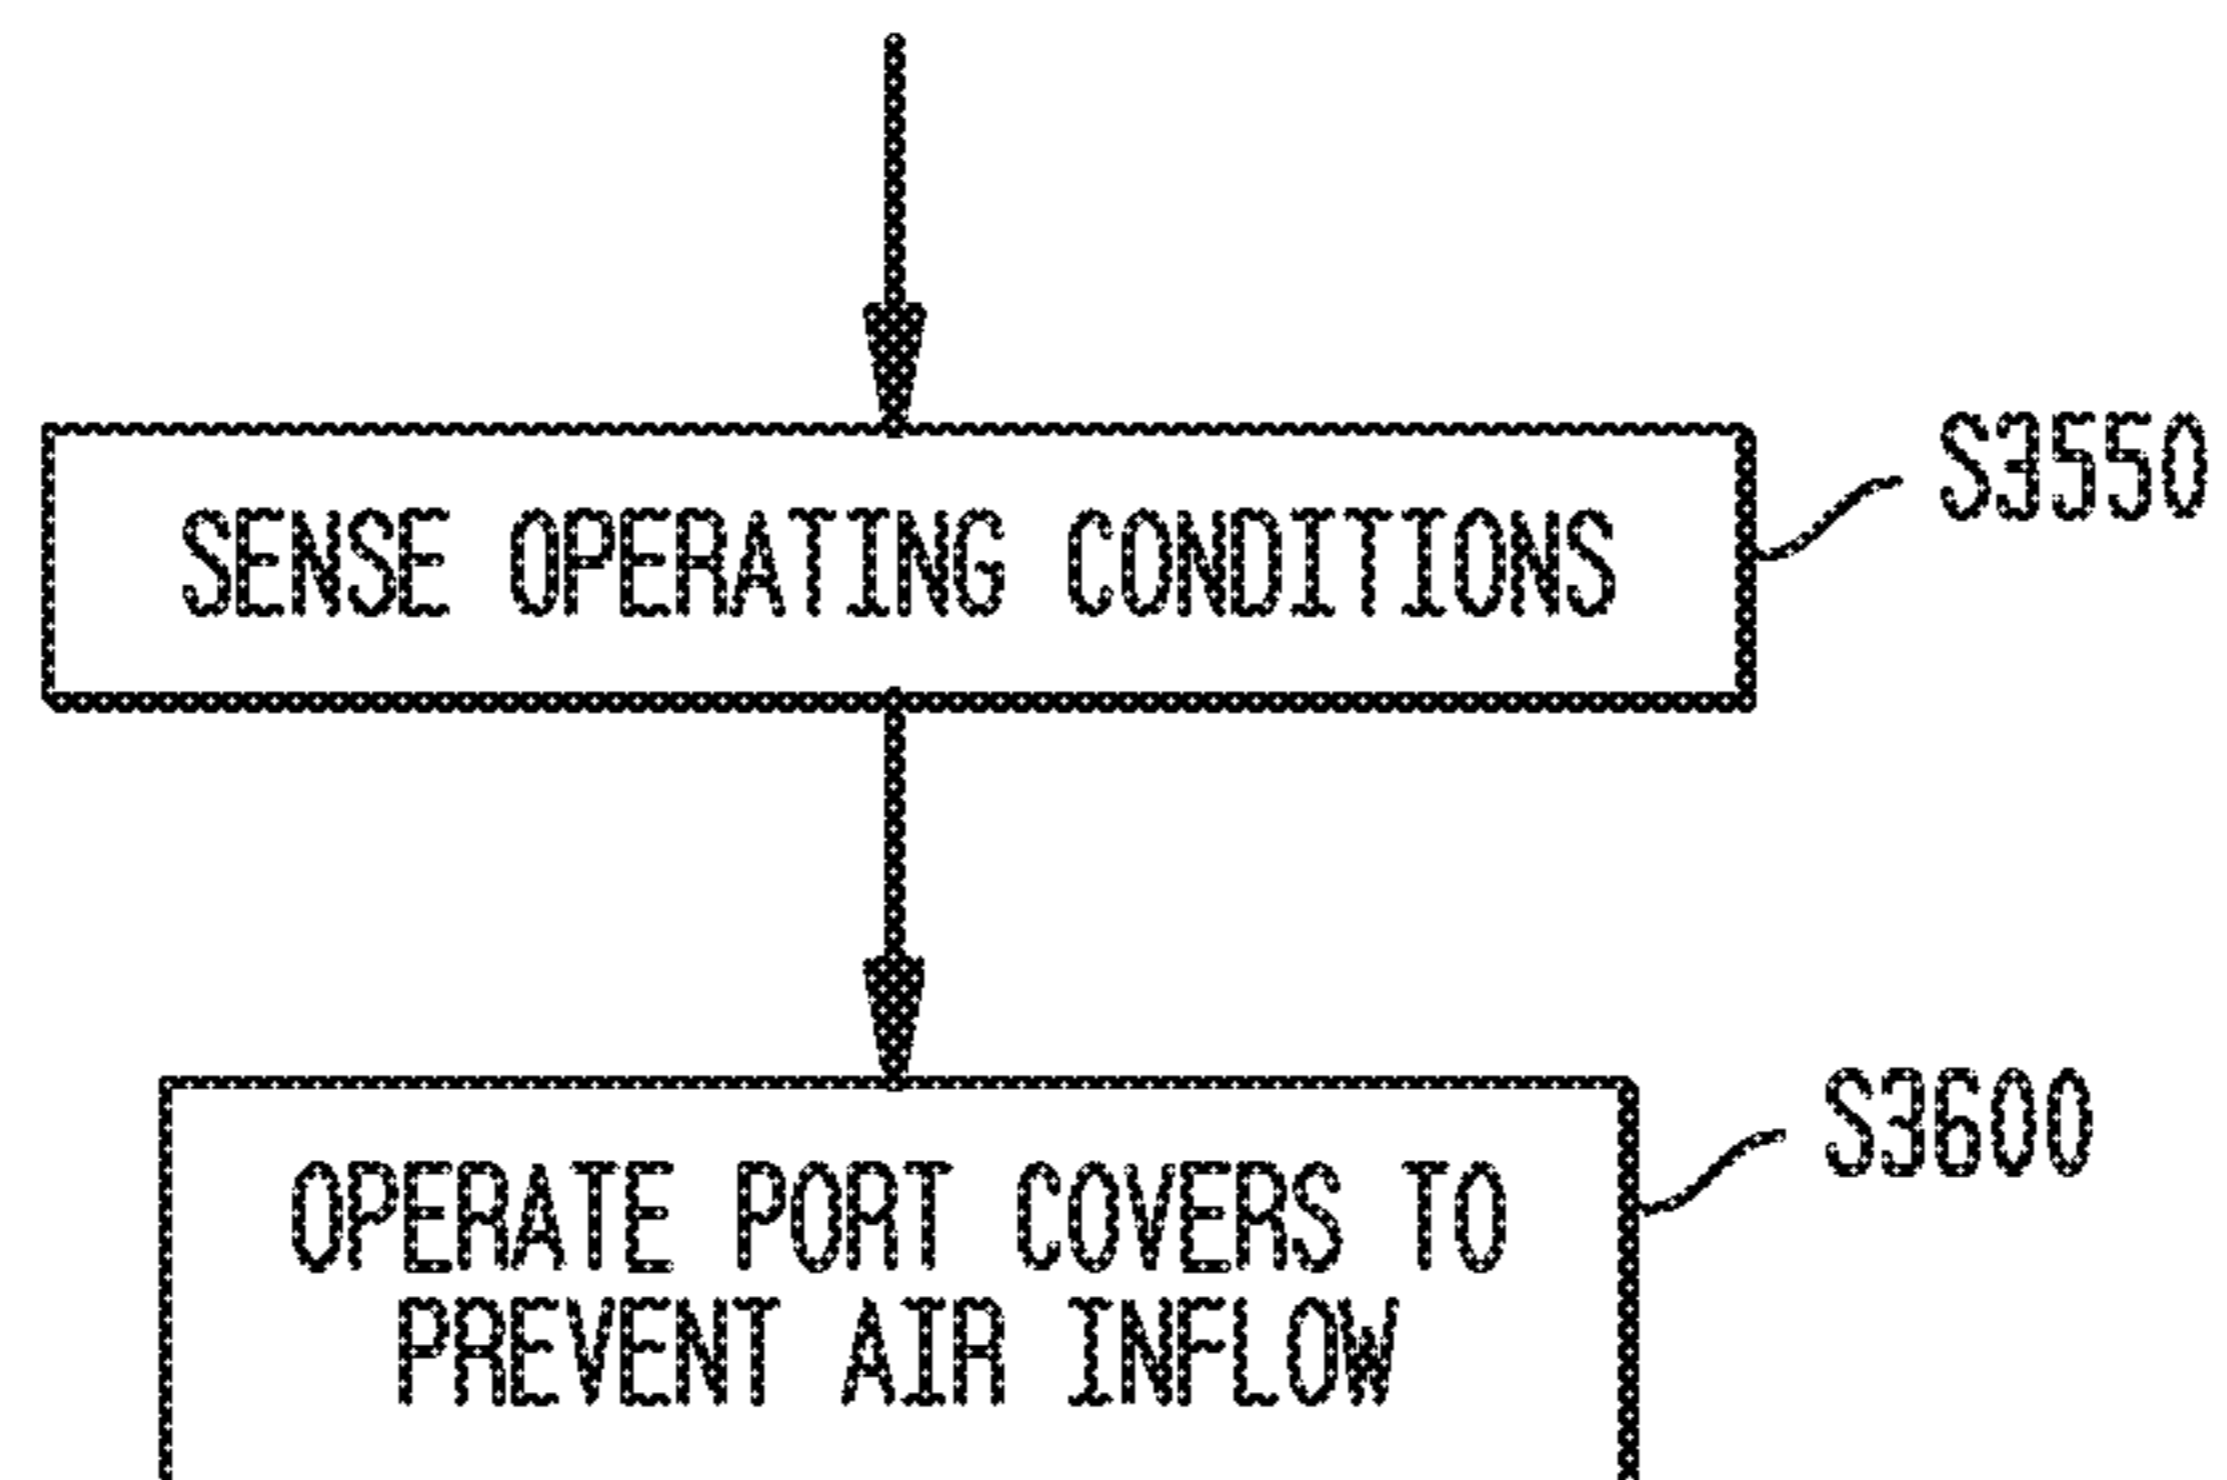 S3550
SENSE OPERATING CONDITIONS
S3600
OPERATE PORT COVERS TO
PREVENT AIR INFLOW